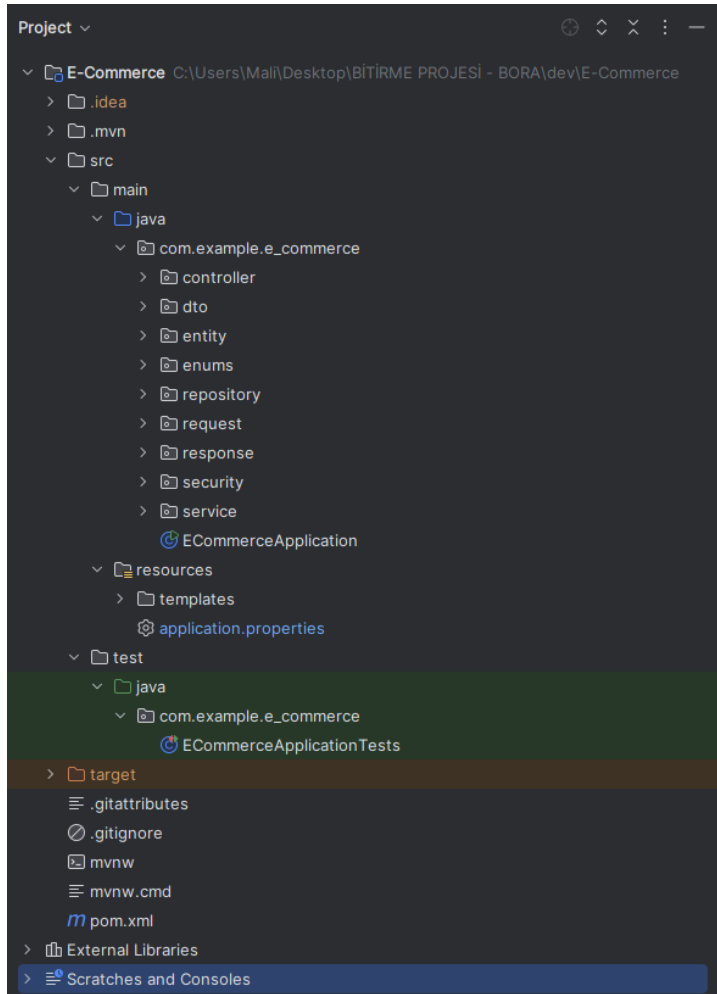 Project
E-Commerce C:\Users\Mali\Desktop\BİTİRME PROJESİ - BORA\dev\E-Commerce
.idea
.mvn
src
main
java
com.example.e_commerce
controller
dto
entity
enums
repository
request
response
security
service
ECommerceApplication
resources
templates
application.properties
test
java
com.example.e_commerce
ECommerceApplicationTests
target
.gitattributes
.gitignore
mvnw
mvnw.cmd
m pom.xml
External Libraries
Scratches and Consoles